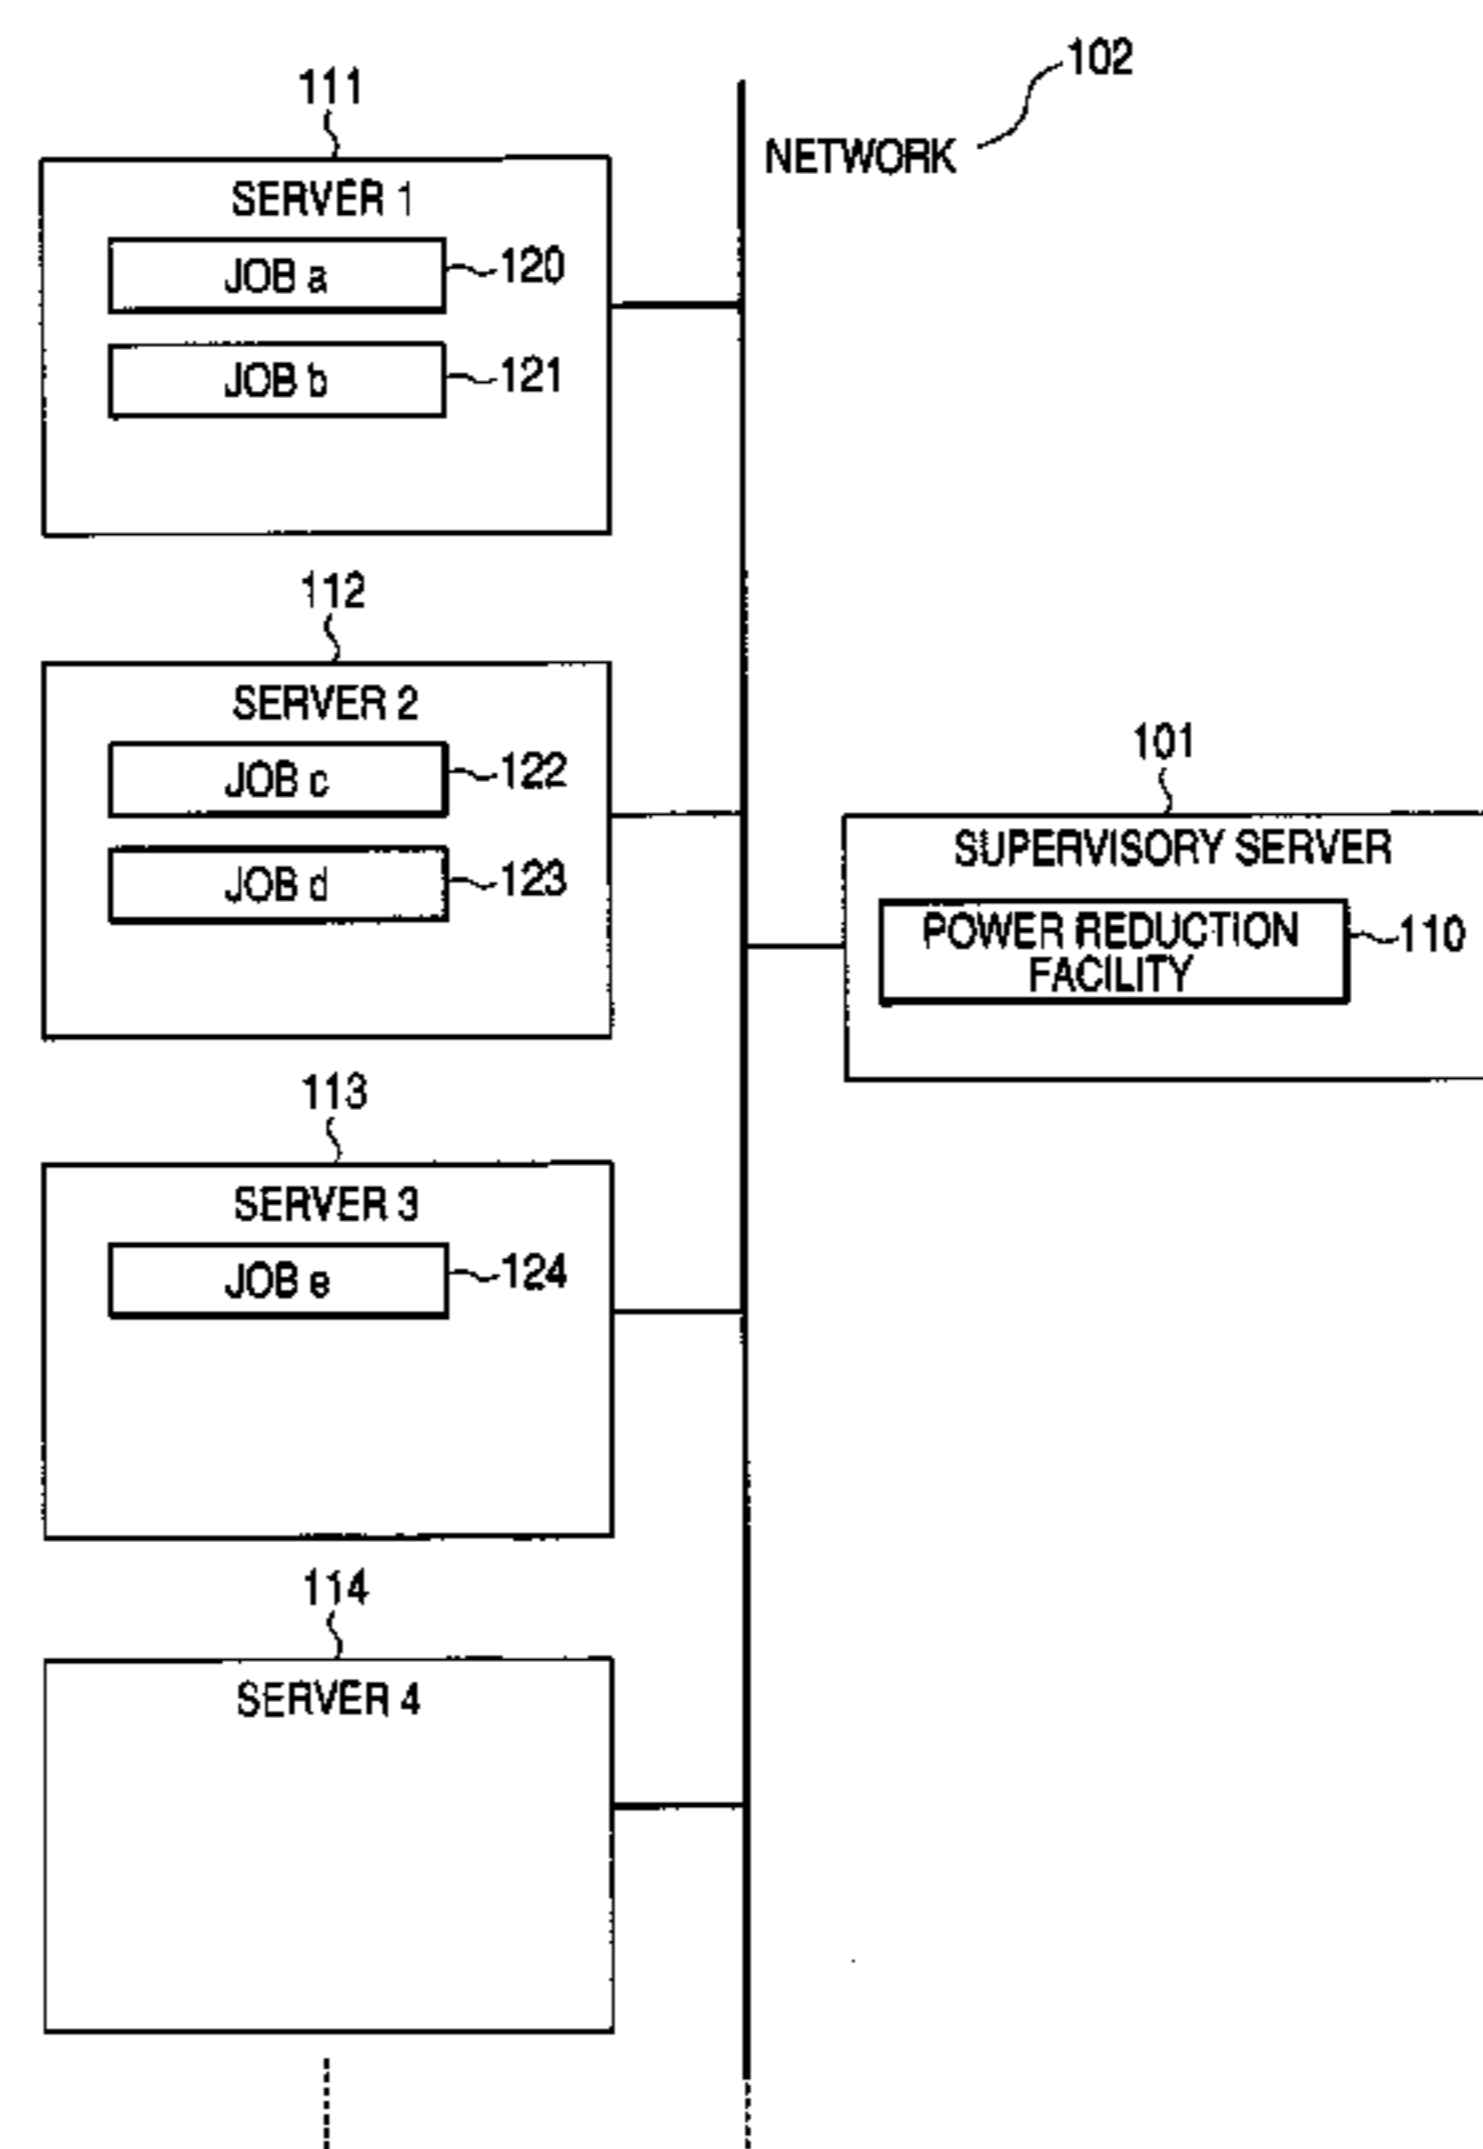 102
NETWORK
111
SERVER 1
JOB a
120
JOB b
121
112
SERVER 2
JOB c
122
JOB d
123
101
SUPERVISORY SERVER
POWER REDUCTION
FACILITY
110
113
SERVER 3
JOB e
124
114
SERVER 4